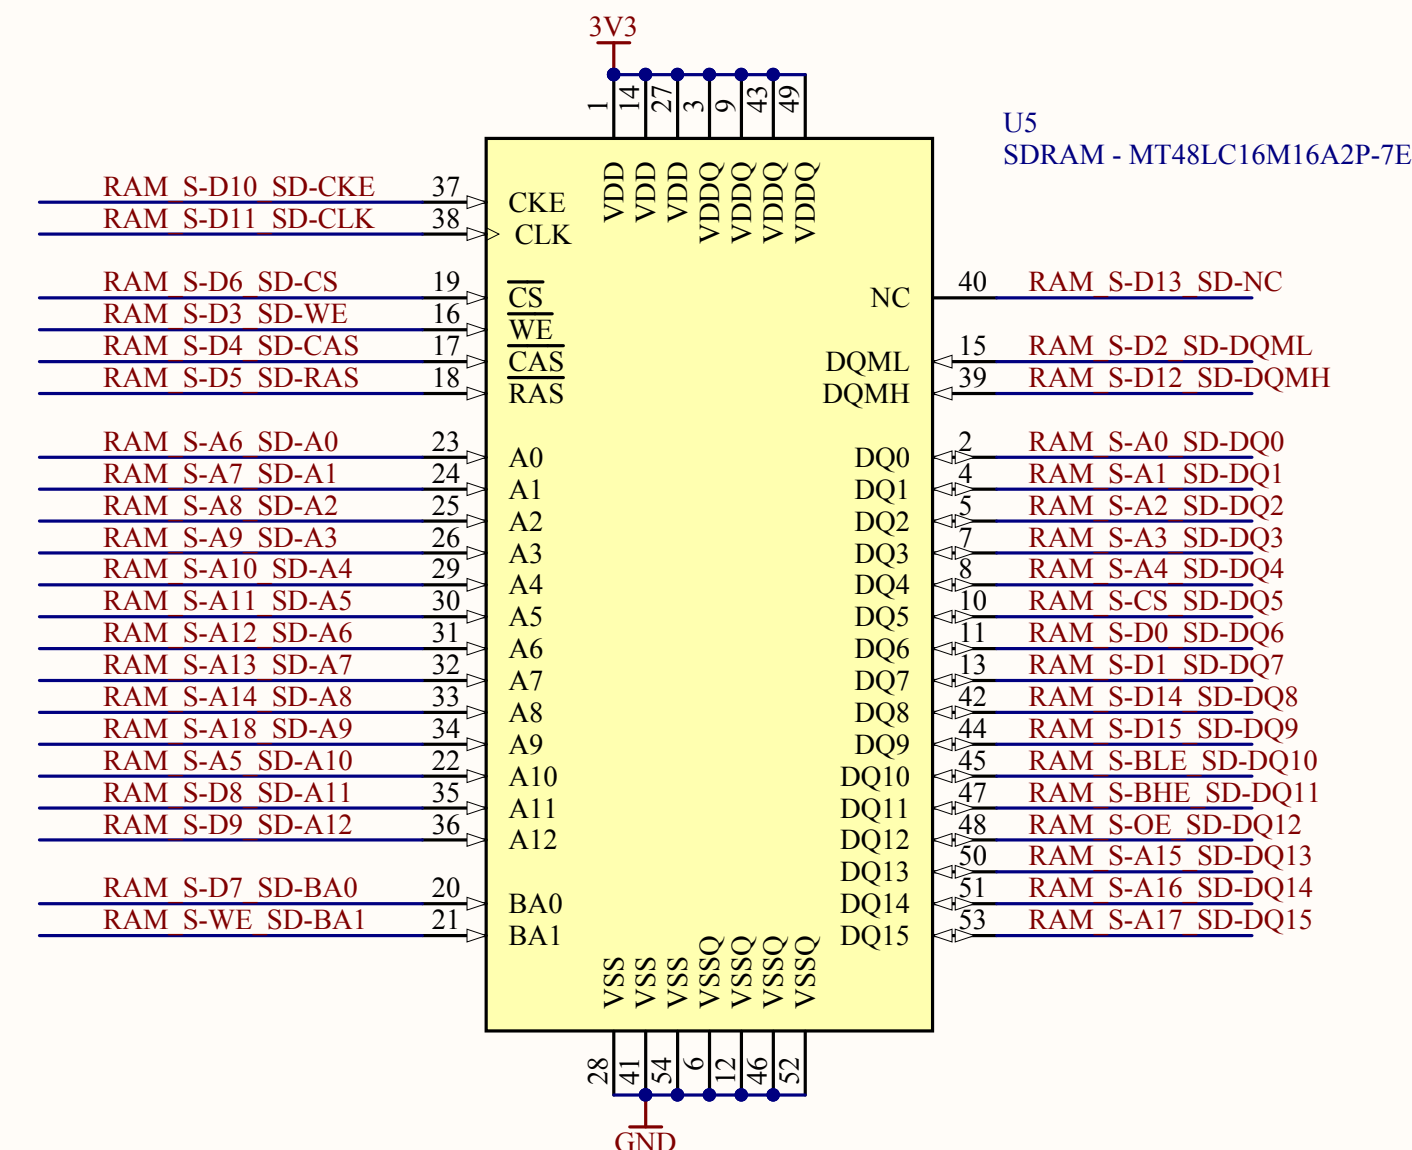 3V3
1 14 27 3 9 43 49
U5
SDRAM - MT48LC16M16A2P-7E
VDD VDD VDD VDDQ VDDQ VDDQ VDDQ
RAM_S-D10_SD-CKE 37 CKE
RAM_S-D11_SD-CLK 38 CLK
RAM_S-D6_SD-CS 19 CS NC 40 RAM_S-D13_SD-NC
RAM_S-D3_SD-WE 16 WE
RAM_S-D4_SD-CAS 17 CAS DQML 15 RAM_S-D2_SD-DQML
RAM_S-D5_SD-RAS 18 RAS DQMH 39 RAM_S-D12_SD-DQMH
RAM_S-A6_SD-A0 23 A0 DQ0 2 RAM_S-A0_SD-DQ0
RAM_S-A7_SD-A1 24 A1 DQ1 4 RAM_S-A1_SD-DQ1
RAM_S-A8_SD-A2 25 A2 DQ2 5 RAM_S-A2_SD-DQ2
RAM_S-A9_SD-A3 26 A3 DQ3 7 RAM_S-A3_SD-DQ3
RAM_S-A10_SD-A4 29 A4 DQ4 8 RAM_S-A4_SD-DQ4
RAM_S-A11_SD-A5 30 A5 DQ5 10 RAM_S-CS_SD-DQ5
RAM_S-A12_SD-A6 31 A6 DQ6 11 RAM_S-D0_SD-DQ6
RAM_S-A13_SD-A7 32 A7 DQ7 13 RAM_S-D1_SD-DQ7
RAM_S-A14_SD-A8 33 A8 DQ8 42 RAM_S-D14_SD-DQ8
RAM_S-A18_SD-A9 34 A9 DQ9 44 RAM_S-D15_SD-DQ9
RAM_S-A5_SD-A10 22 A10 DQ10 45 RAM_S-BLE_SD-DQ10
RAM_S-D8_SD-A11 35 A11 DQ11 47 RAM_S-BHE_SD-DQ11
RAM_S-D9_SD-A12 36 A12 DQ12 48 RAM_S-OE_SD-DQ12
DQ13 50 RAM_S-A15_SD-DQ13
RAM_S-D7_SD-BA0 20 BA0 DQ14 51 RAM_S-A16_SD-DQ14
RAM_S-WE_SD-BA1 21 BA1 DQ15 53 RAM_S-A17_SD-DQ15
VSS VSS VSS VSSQ VSSQ VSSQ VSSQ
28 41 54 6 12 46 52
GND